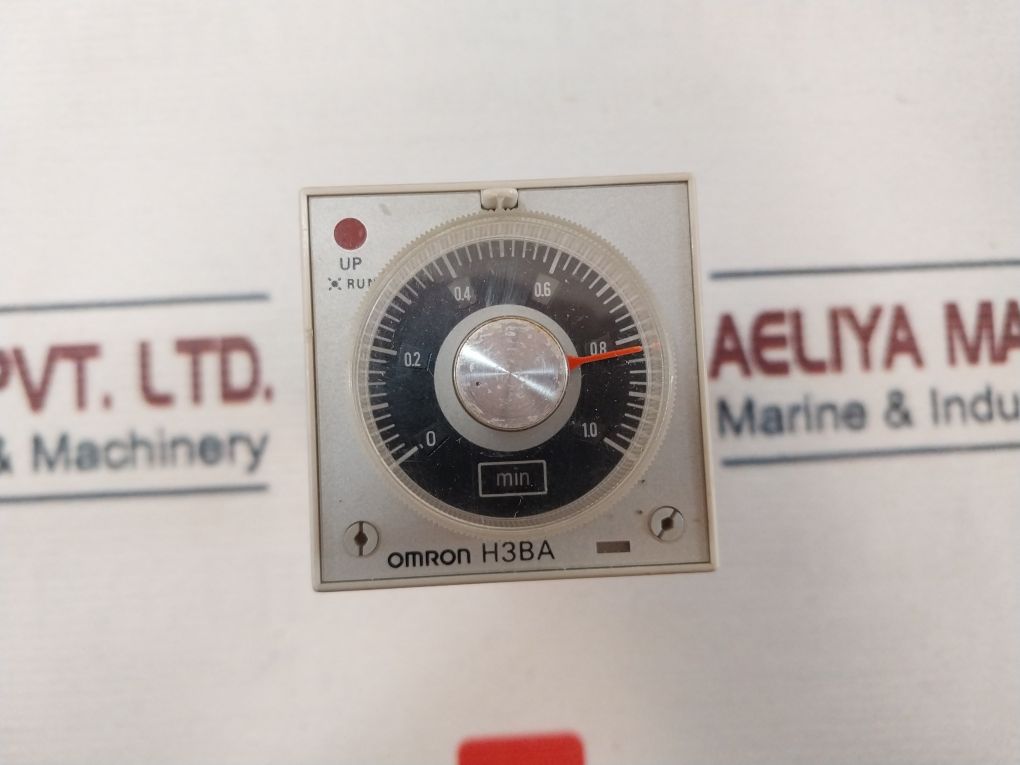 UP
RUN
0.4 0.6
0.2 0.8
0 1.0
min
OMRON H3BA
PVT. LTD.
& Machinery
AELIYA MA
Marine & Indu